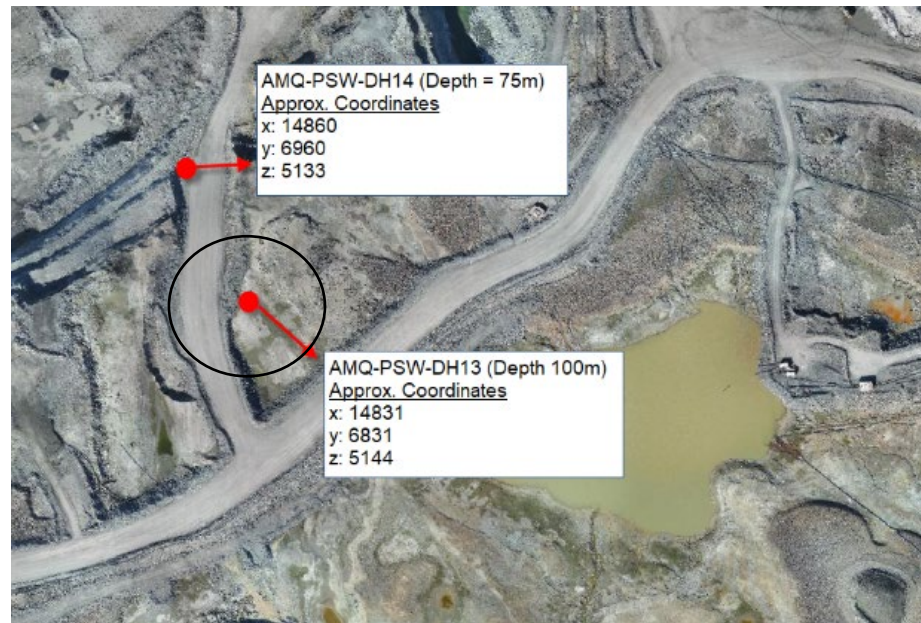 AMQ-PSW-DH14 (Depth = 75m)
Approx. Coordinates
x: 14860
y: 6960
z: 5133
AMQ-PSW-DH13 (Depth 100m)
Approx. Coordinates
x: 14831
y: 6831
z: 5144